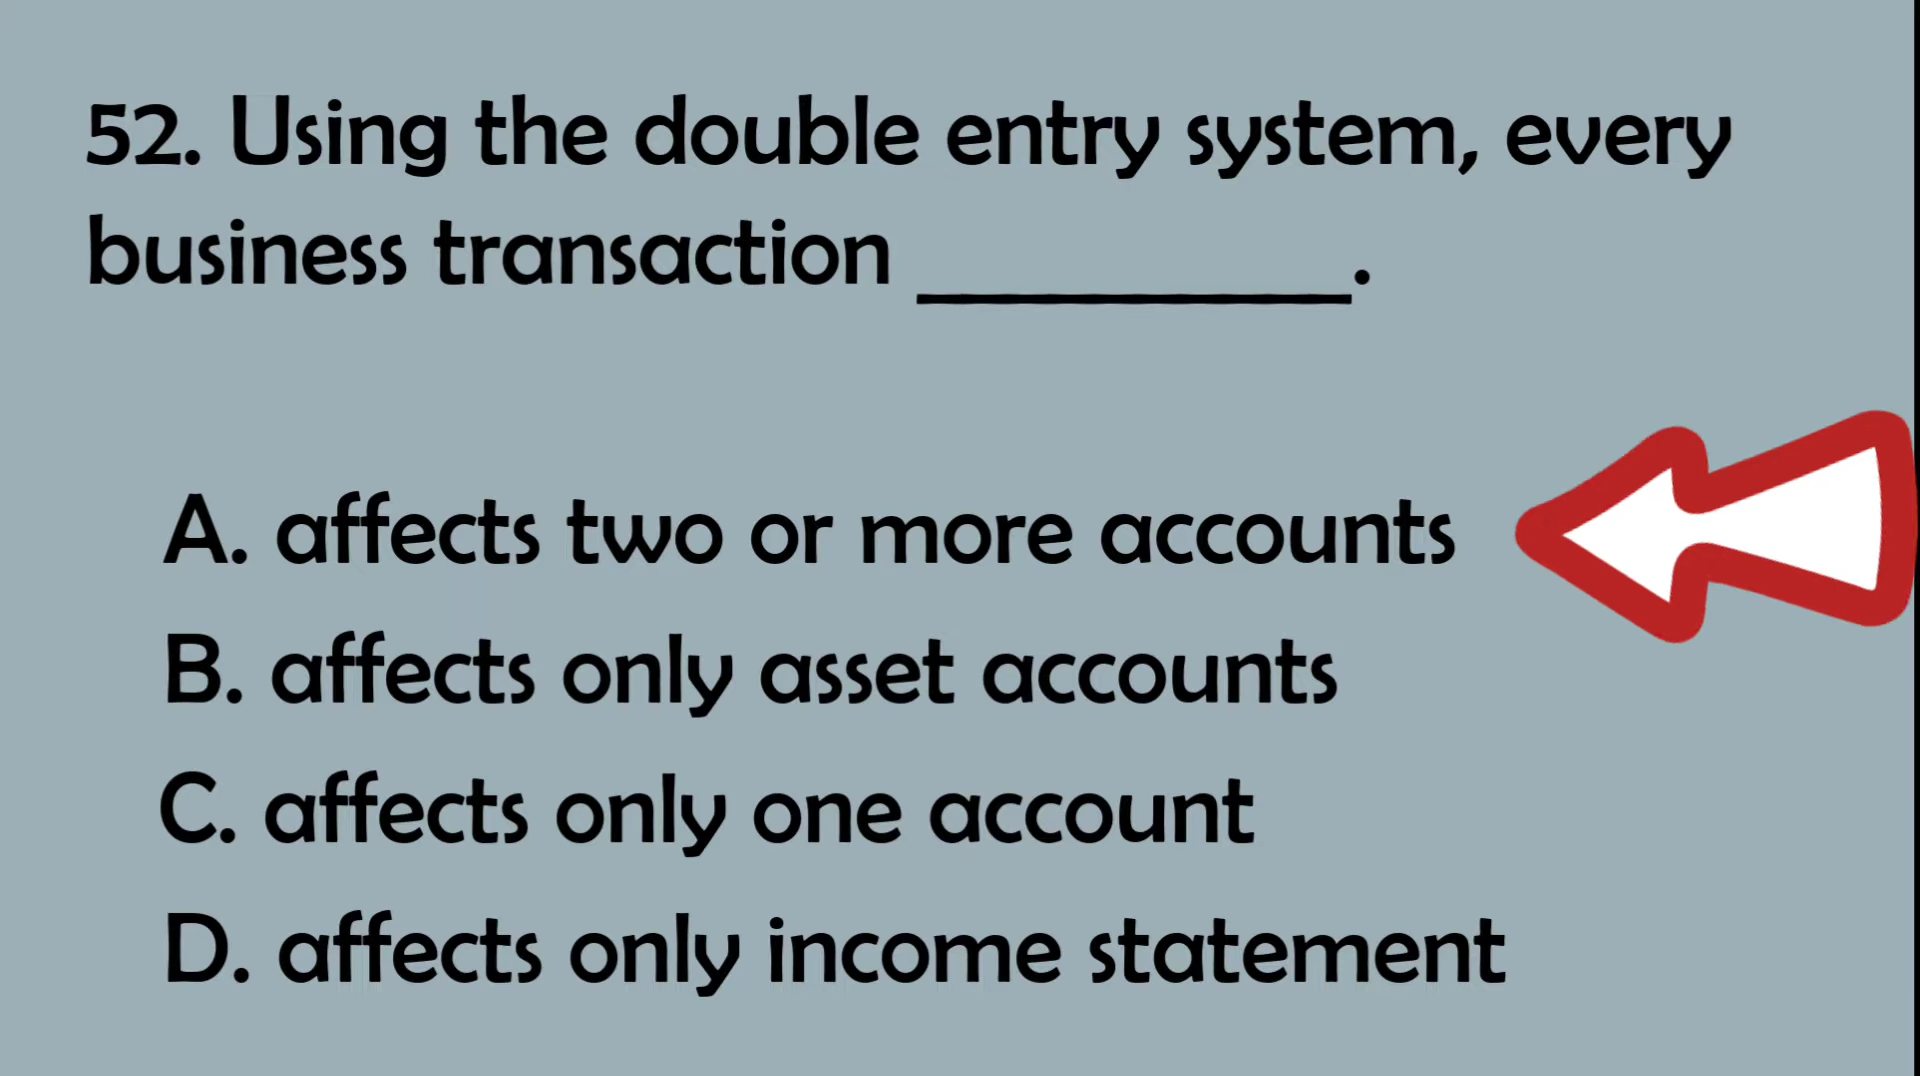 52. Using the double entry system, every
business transaction __________.
A. affects two or more accounts
B. affects only asset accounts
C. affects only one account
D. affects only income statement